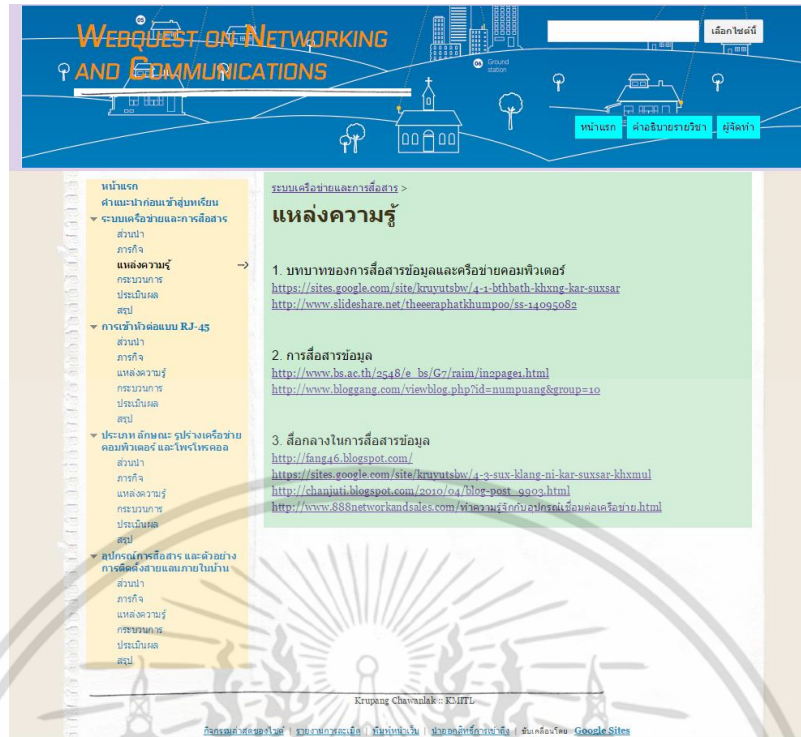 WEBQUEST ON NETWORKING
AND COMMUNICATIONS
06
06 Ground
station
เลือกไซต์นี้
หน้าแรก
คำอธิบายรายวิชา
ผู้จัดทำ
หน้าแรก
คำแนะนำก่อนเข้าสู่บทเรียน
ระบบเครือข่ายและการสื่อสาร
ส่วนนำ
ภารกิจ
แหล่งความรู้ -->
กระบวนการ
ประเมินผล
สรุป
การเข้าหัวต่อแบบ RJ-45
ส่วนนำ
ภารกิจ
แหล่งความรู้
กระบวนการ
ประเมินผล
สรุป
ประเภท ลักษณะ รูปร่างเครือข่าย
คอมพิวเตอร์ และโพรโทคอล
ส่วนนำ
ภารกิจ
แหล่งความรู้
กระบวนการ
ประเมินผล
สรุป
อุปกรณ์การสื่อสาร และตัวอย่าง
การติดตั้งสายแลนภายในบ้าน
ส่วนนำ
ภารกิจ
แหล่งความรู้
กระบวนการ
ประเมินผล
สรุป
ระบบเครือข่ายและการสื่อสาร >
แหล่งความรู้
1. บทบาทของการสื่อสารข้อมูลและครือข่ายคอมพิวเตอร์
https://sites.google.com/site/kruyutsbw/4-1-bthbath-khxng-kar-suxsar
http://www.slideshare.net/theeeraphatkhumpoo/ss-14095082
2. การสื่อสารข้อมูล
http://www.bs.ac.th/2548/e_bs/G7/raim/in2page1.html
http://www.bloggang.com/viewblog.php?id=numpuang&group=10
3. สื่อกลางในการสื่อสารข้อมูล
http://fang46.blogspot.com/
https://sites.google.com/site/kruyutsbw/4-3-sux-klang-ni-kar-suxsar-khxmul
http://chanjuti.blogspot.com/2010/04/blog-post_9903.html
http://www.888networkandsales.com/ทำความรู้จักกับอุปกรณ์เชื่อมต่อเครือข่าย.html
Krupang Chawanlak :: KMITL
กิจกรรมล่าสุดของไซต์ | รายงานการละเมิด | พิมพ์หน้าเว็บ | นำออกสิทธิ์การเข้าถึง | ขับเคลื่อนโดย Google Sites